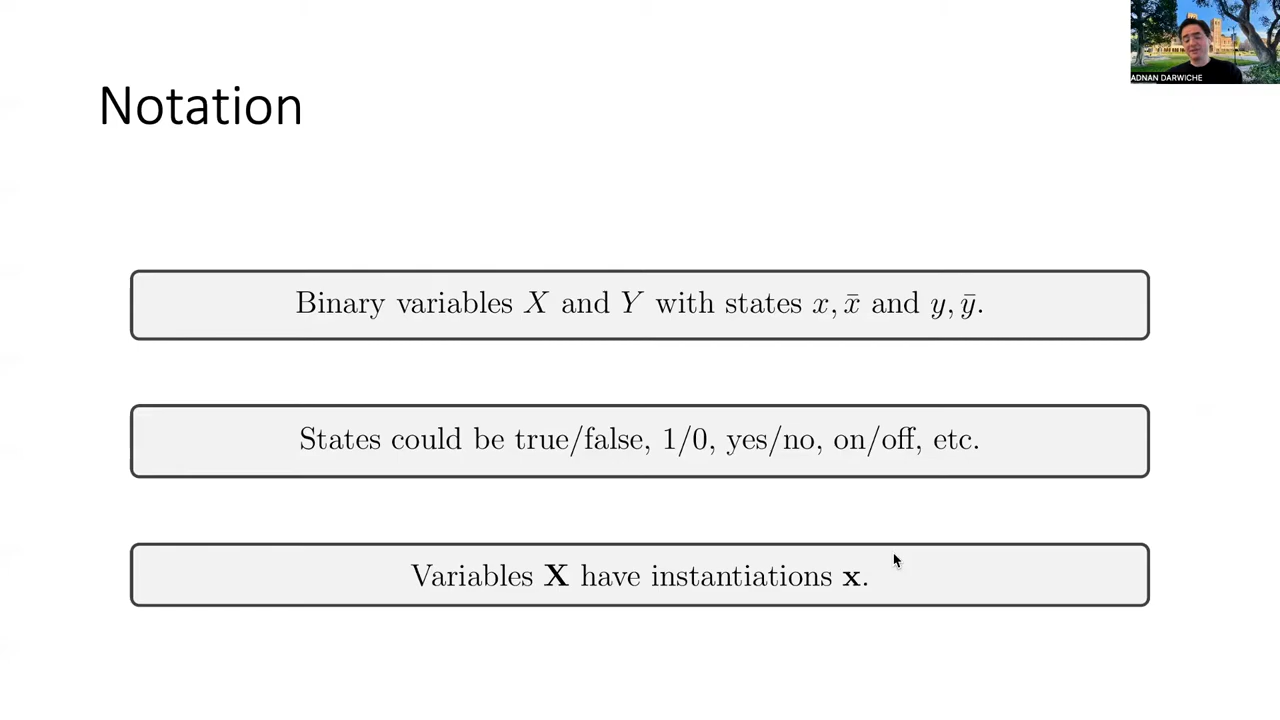 ADNAN DARWICHE
Notation
Binary variables X and Y with states x, x̄ and y, ȳ.
States could be true/false, 1/0, yes/no, on/off, etc.
Variables X have instantiations x.